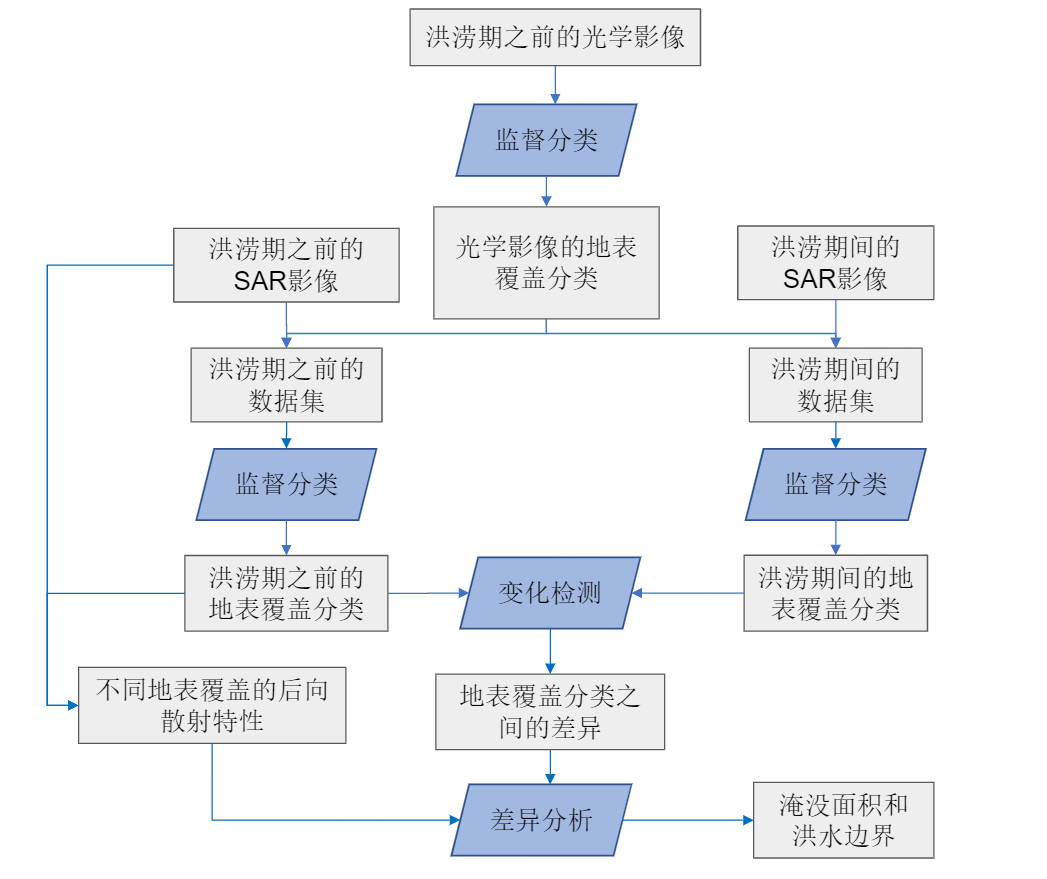 洪涝期之前的光学影像
监督分类
洪涝期之前的
SAR影像
光学影像的地表
覆盖分类
洪涝期间的
SAR影像
洪涝期之前的
数据集
洪涝期间的
数据集
监督分类
监督分类
洪涝期之前的
地表覆盖分类
变化检测
洪涝期间的地
表覆盖分类
不同地表覆盖的后向
散射特性
地表覆盖分类之
间的差异
差异分析
淹没面积和
洪水边界